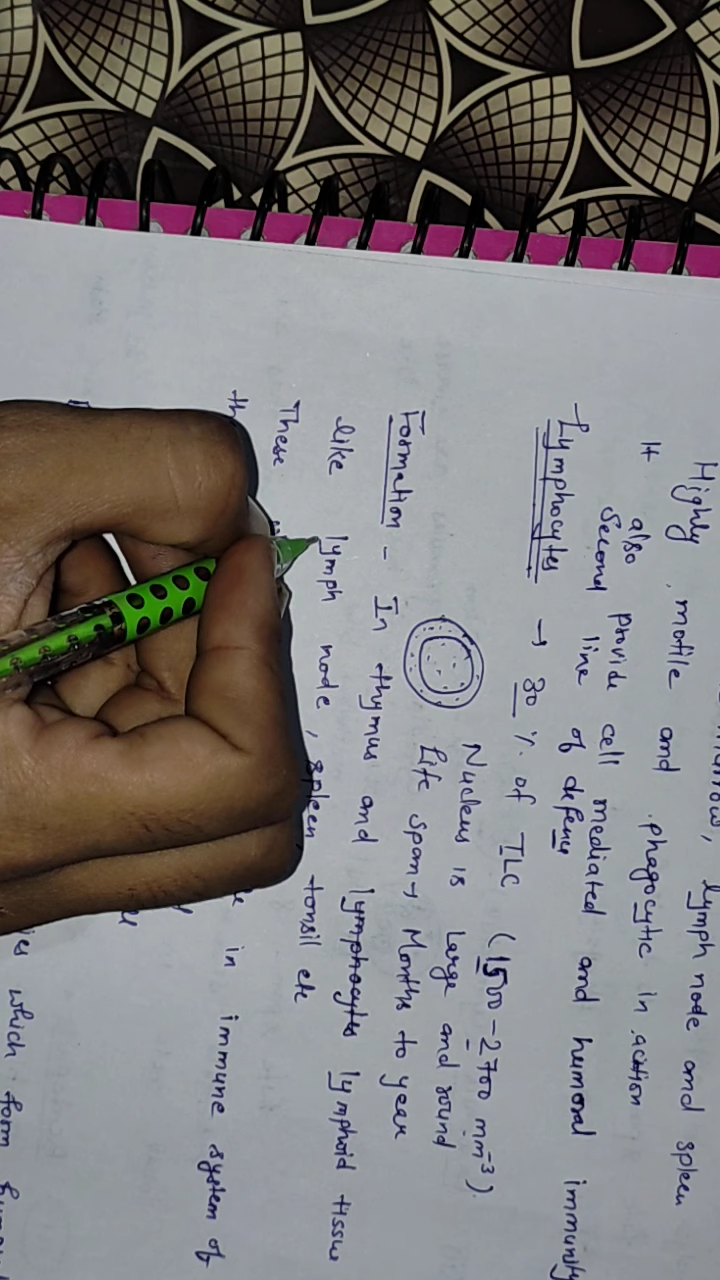 marrow, lymph node and spleen
Highly motile and phagocytic in action
It also provide cell mediated and humoral immunity
Second line of defense
Lymphocytes → 30 % of TLC (1500-2700 mm-3).
Nucleus is large and round
Life span → Months to year
Formation - In thymus and lymphocytes lymphoid tissue
like lymph node, spleen tonsil etc
These
in immune system of
which form